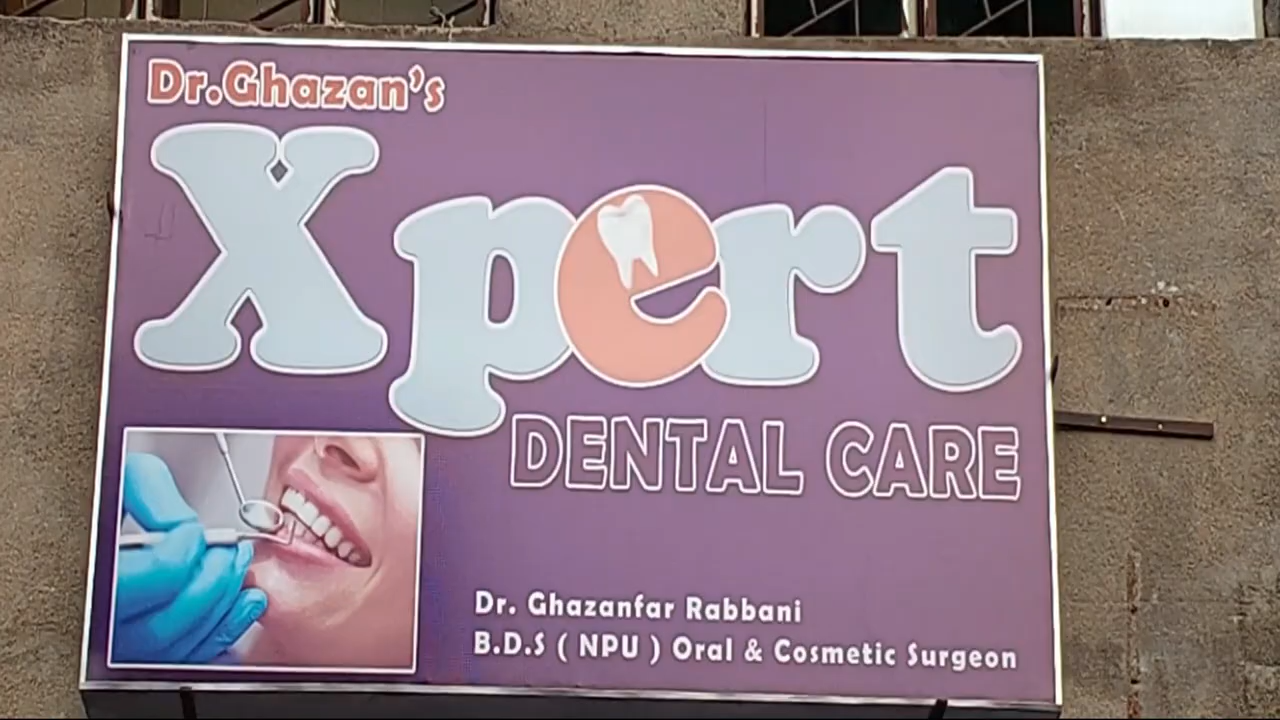 Dr.Ghazan's
Xpert
DENTAL CARE
Dr. Ghazanfar Rabbani
B.D.S ( NPU ) Oral & Cosmetic Surgeon